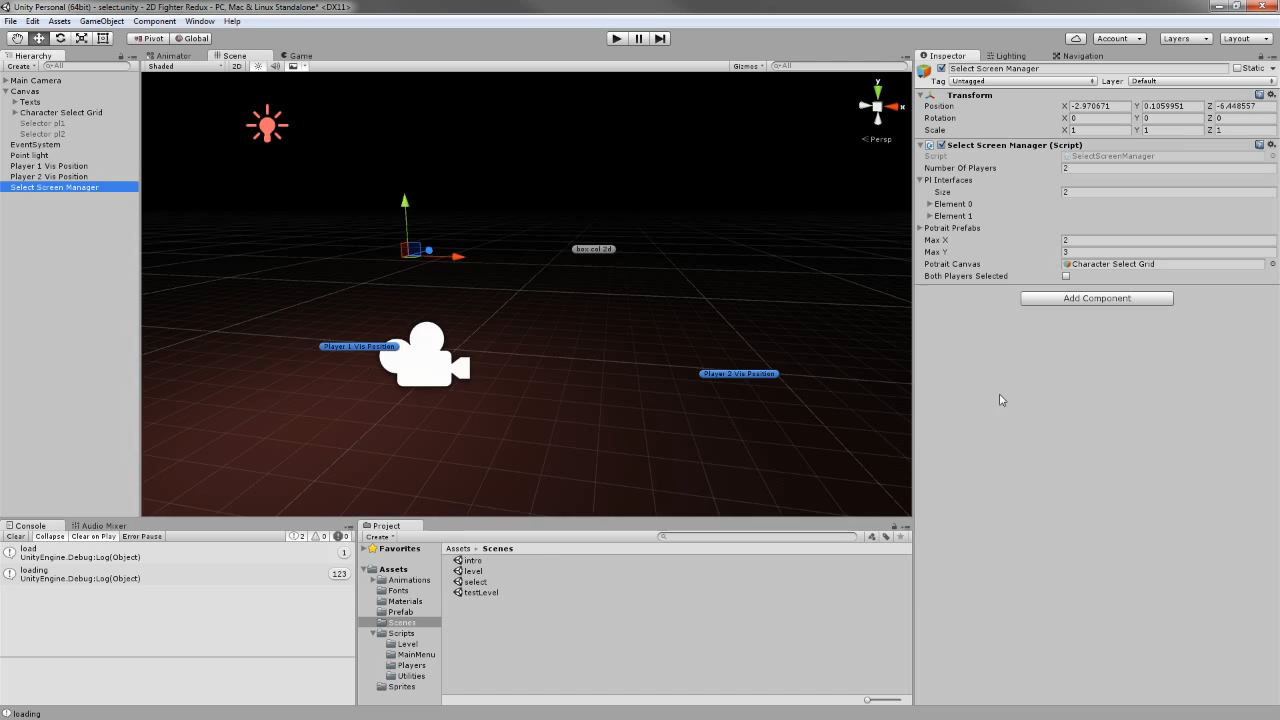 Unity Personal (64bit) - select.unity - 2D Fighter Redux - PC, Mac & Linux Standalone* <DX11>
File Edit Assets GameObject Component Window Help
Pivot Global Account Layers Layout
Hierarchy
Create All
Main Camera
Canvas
Texts
Character Select Grid
Selector pl1
Selector pl2
EventSystem
Point light
Player 1 Vis Position
Player 2 Vis Position
Select Screen Manager
Animator Scene Game
Shaded 2D Gizmos All
y
x
Persp
box col 2d
Player 1 Vis Position
Player 2 Vis Position
Inspector Lighting Navigation
Select Screen Manager Static
Tag Untagged Layer Default
Transform
Position X -2.970671 Y 0.1059951 Z -6.448557
Rotation X 0 Y 0 Z 0
Scale X 1 Y 1 Z 1
Select Screen Manager (Script)
Script SelectScreenManager
Number Of Players 2
Pl Interfaces
Size 2
Element 0
Element 1
Potrait Prefabs
Max X 2
Max Y 3
Potrait Canvas Character Select Grid
Both Players Selected
Add Component
Console Audio Mixer
Clear Collapse Clear on Play Error Pause 2 0 0
load
UnityEngine.Debug:Log(Object) 1
loading
UnityEngine.Debug:Log(Object) 123
Project
Create
Favorites
Assets
Animations
Fonts
Materials
Prefab
Scenes
Scripts
Level
MainMenu
Players
Utilities
Sprites
Assets Scenes
intro
level
select
testLevel
loading